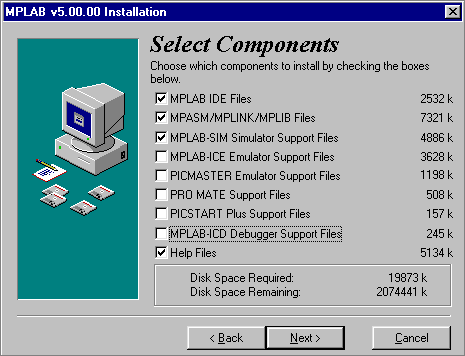 MPLAB v5.00.00 Installation
Select Components
Choose which components to install by checking the boxes
below.
MPLAB IDE Files 2532 k
MPASM/MPLINK/MPLIB Files 7321 k
MPLAB-SIM Simulator Support Files 4886 k
MPLAB-ICE Emulator Support Files 3628 k
PICMASTER Emulator Support Files 1198 k
PRO MATE Support Files 508 k
PICSTART Plus Support Files 157 k
MPLAB-ICD Debugger Support Files 245 k
Help Files 5134 k
Disk Space Required: 19873 k
Disk Space Remaining: 2074441 k
< Back Next > Cancel